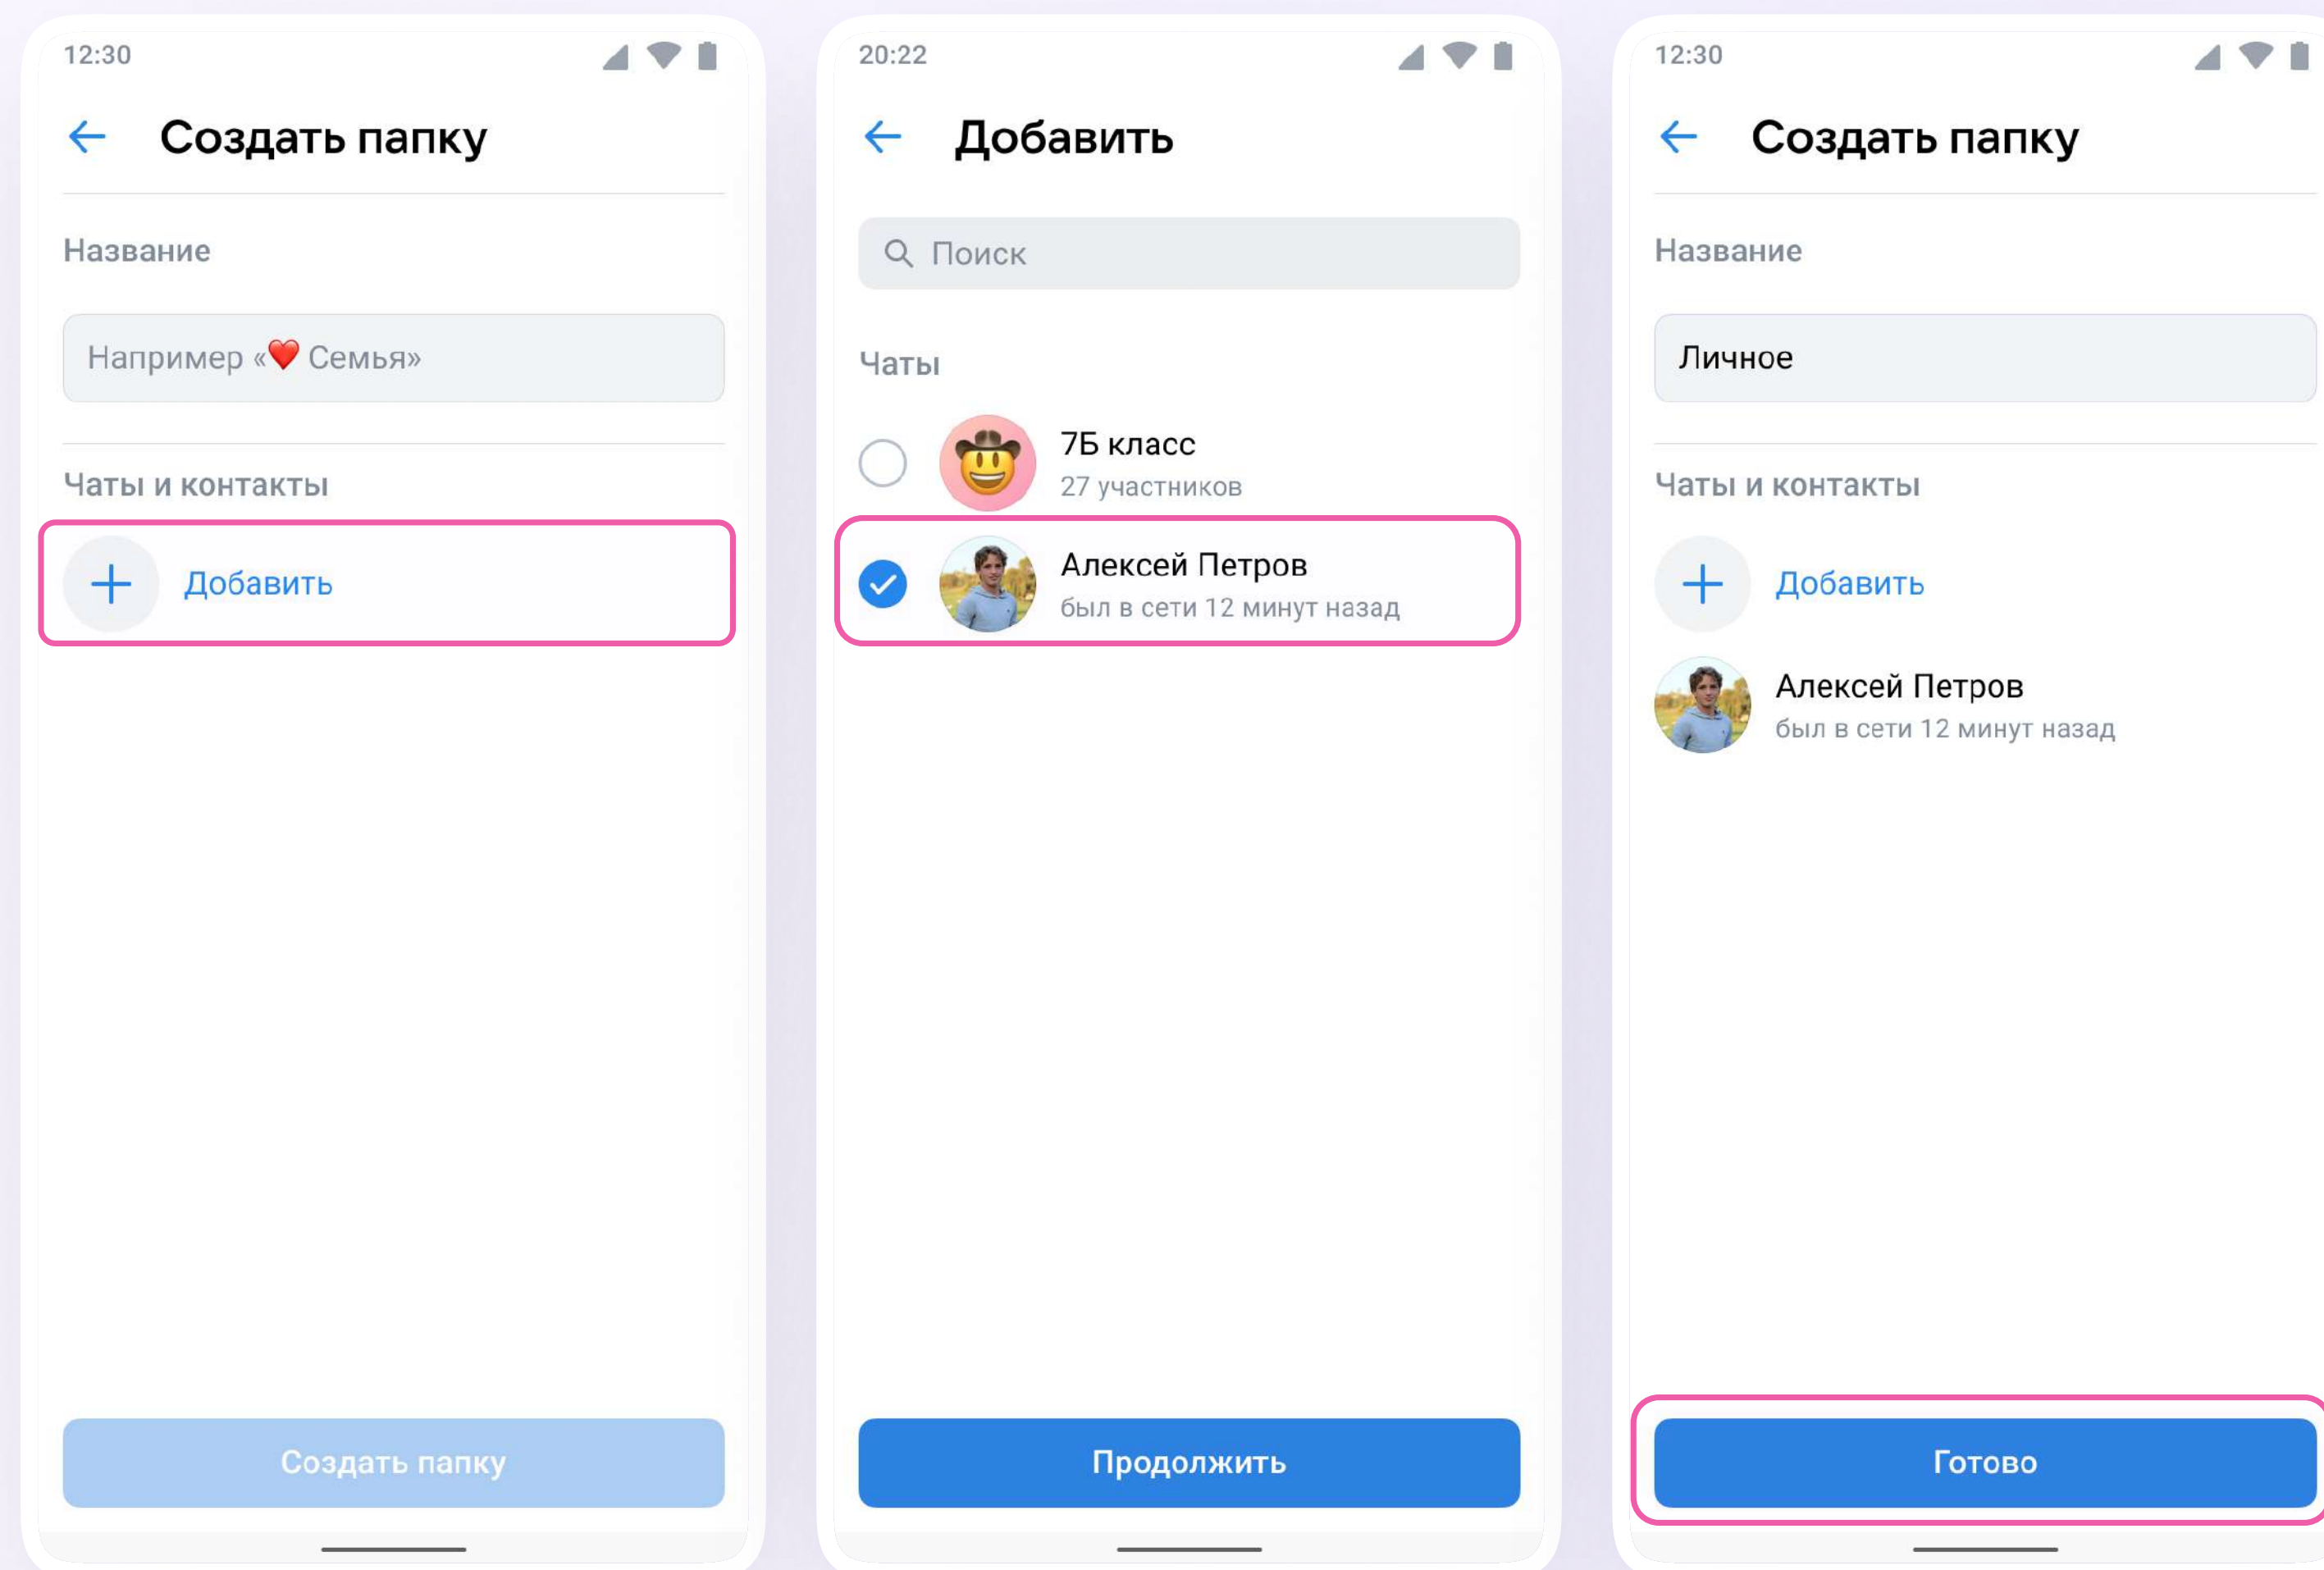 12:30
Создать папку
Название
Например «❤️ Семья»
Чаты и контакты
Добавить
Создать папку
20:22
Добавить
Поиск
Чаты
7Б класс
27 участников
Алексей Петров
был в сети 12 минут назад
Продолжить
12:30
Создать папку
Название
Личное
Чаты и контакты
Добавить
Алексей Петров
был в сети 12 минут назад
Готово